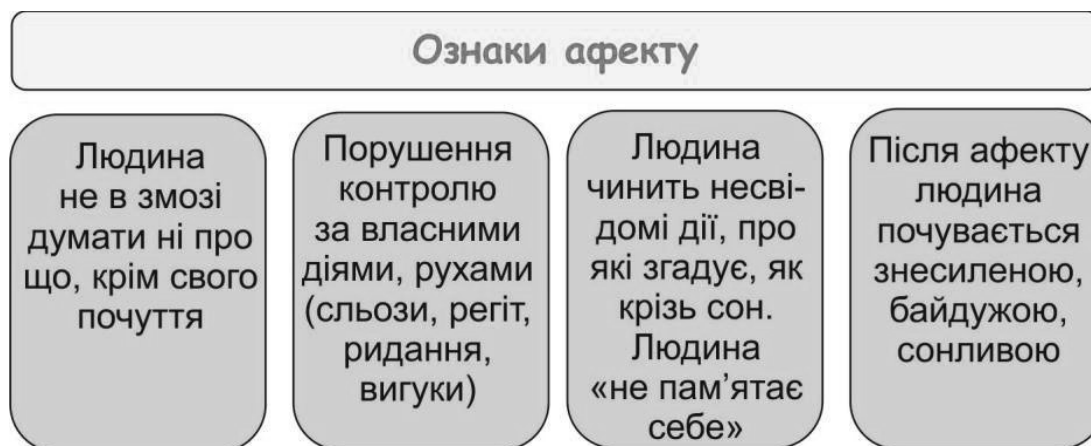 Ознаки афекту
Людина
не в змозі
думати ні про
що, крім свого
почуття
Порушення
контролю
за власними
діями, рухами
(сльози, регіт,
ридання,
вигуки)
Людина
чинить несві-
домі дії, про
які згадує, як
крізь сон.
Людина
«не пам’ятає
себе»
Після афекту
людина
почувається
знесиленою,
байдужою,
сонливою